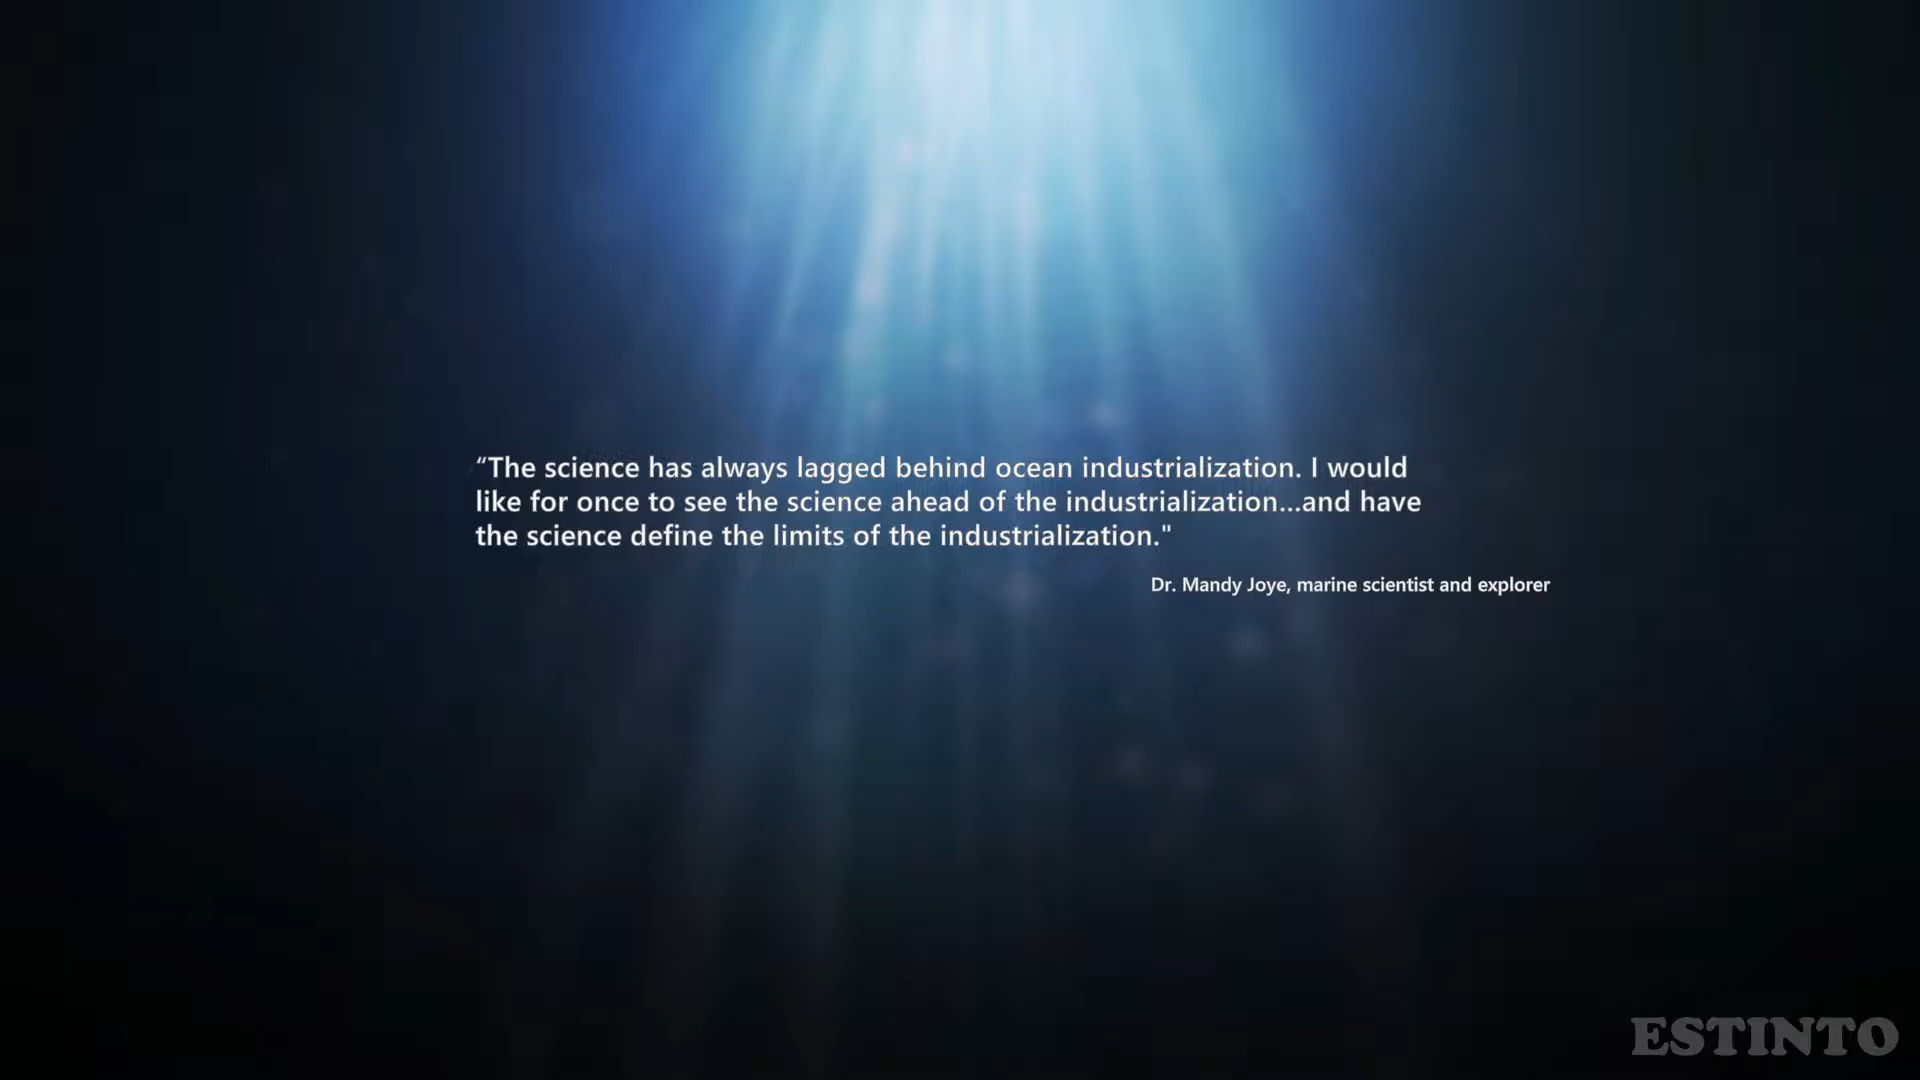 “The science has always lagged behind ocean industrialization. I would
like for once to see the science ahead of the industrialization...and have
the science define the limits of the industrialization."
Dr. Mandy Joye, marine scientist and explorer
ESTINTO